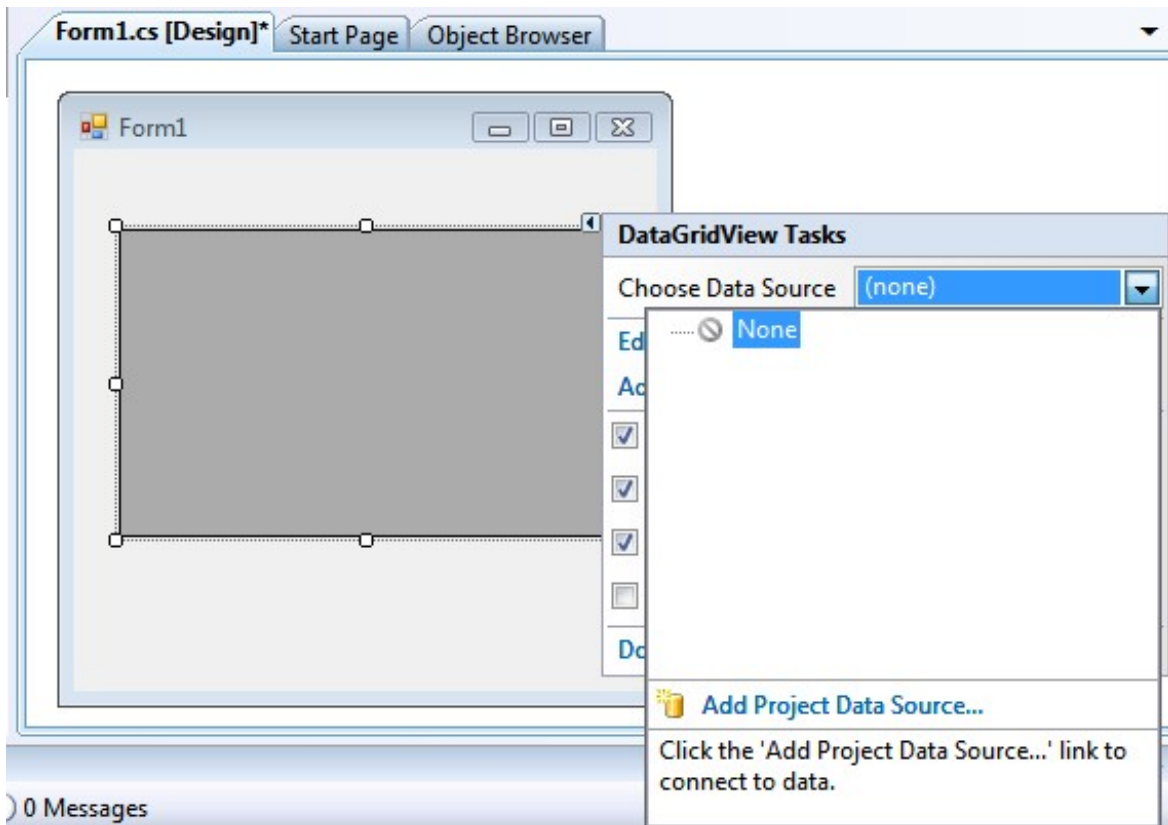 Form1.cs [Design]* Start Page Object Browser
Form1
DataGridView Tasks
Choose Data Source (none)
None
Ed
Ad
Do
Add Project Data Source...
Click the 'Add Project Data Source...' link to
connect to data.
0 Messages